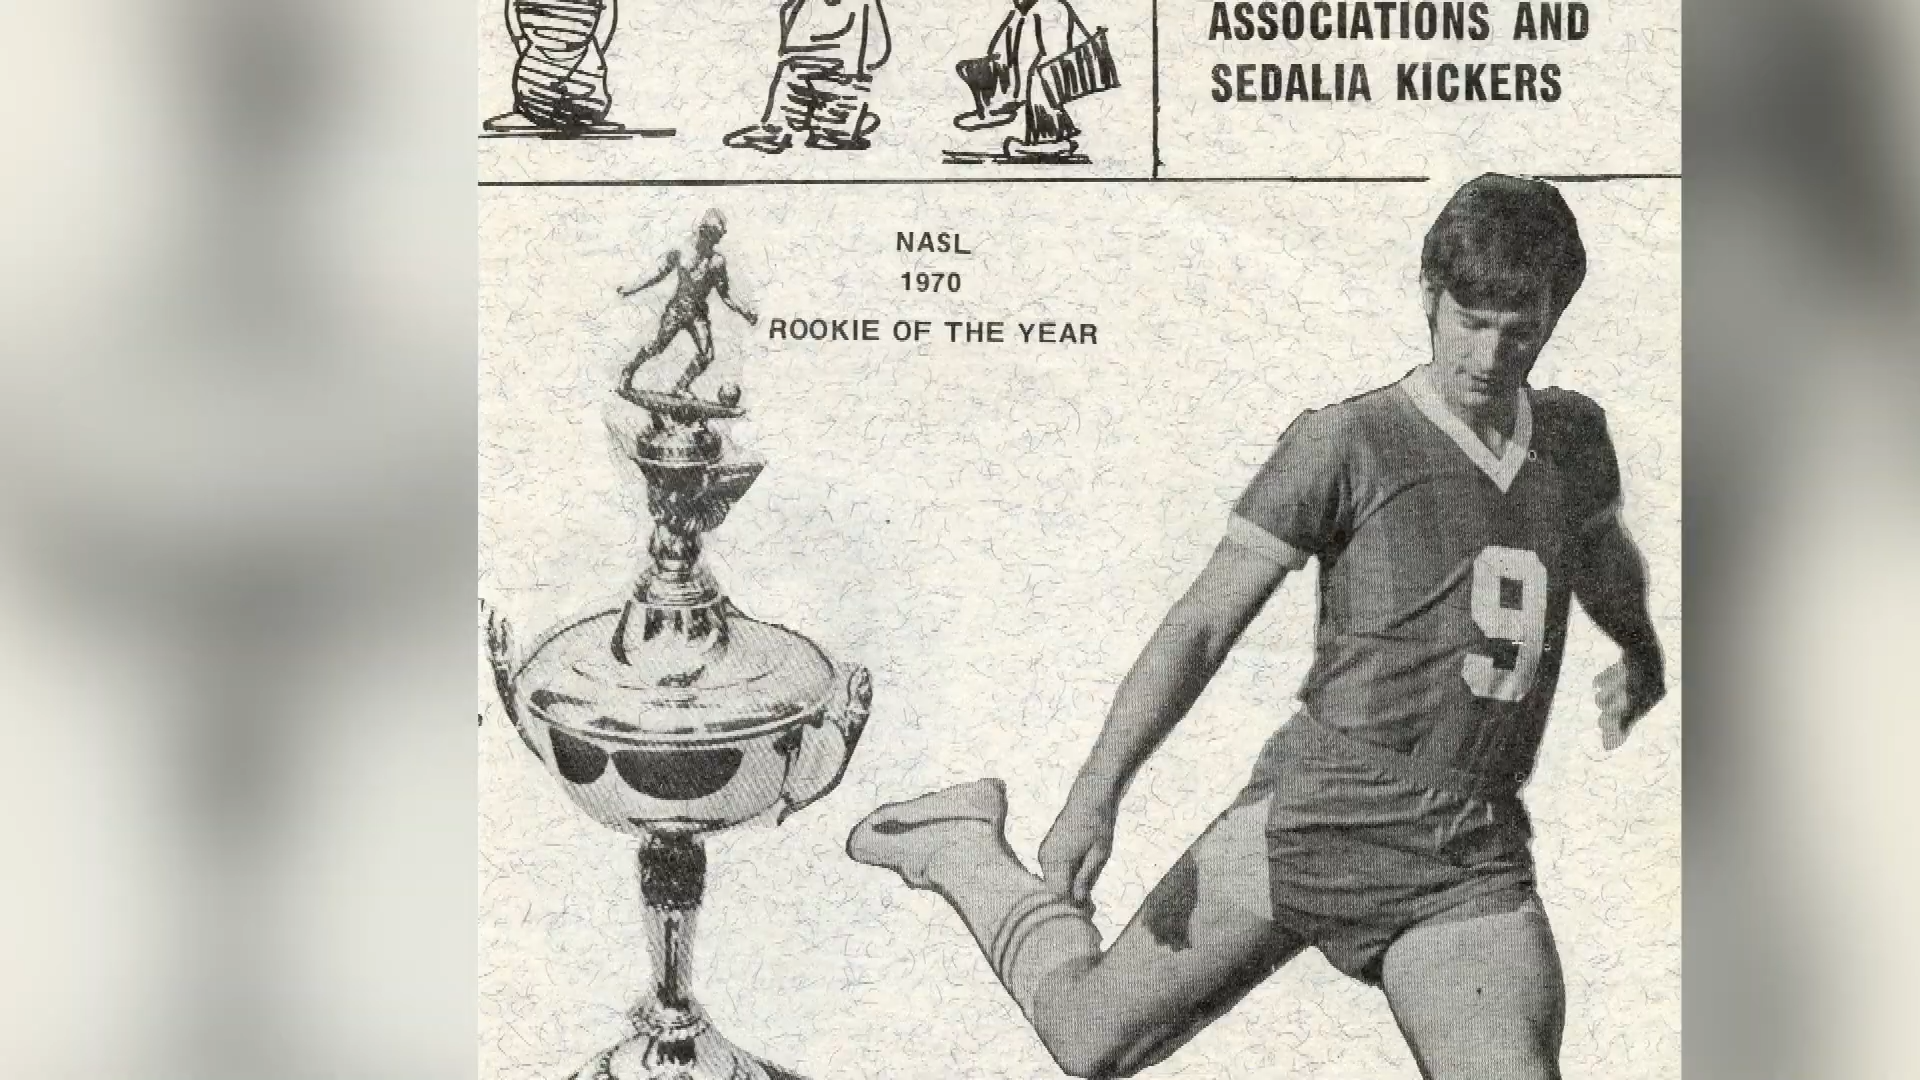 ASSOCIATIONS AND
SEDALIA KICKERS
NASL
1970
ROOKIE OF THE YEAR
9